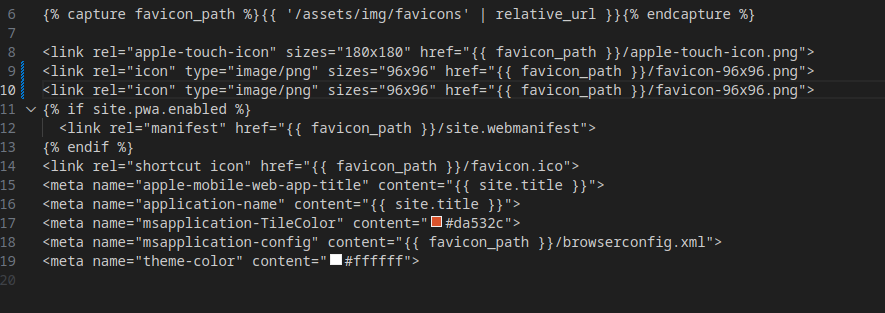 6 {% capture favicon_path %}{{ '/assets/img/favicons' | relative_url }}{% endcapture %}
7
8 <link rel="apple-touch-icon" sizes="180x180" href="{{ favicon_path }}/apple-touch-icon.png">
9 <link rel="icon" type="image/png" sizes="96x96" href="{{ favicon_path }}/favicon-96x96.png">
10 <link rel="icon" type="image/png" sizes="96x96" href="{{ favicon_path }}/favicon-96x96.png">
11 {% if site.pwa.enabled %}
12   <link rel="manifest" href="{{ favicon_path }}/site.webmanifest">
13 {% endif %}
14 <link rel="shortcut icon" href="{{ favicon_path }}/favicon.ico">
15 <meta name="apple-mobile-web-app-title" content="{{ site.title }}">
16 <meta name="application-name" content="{{ site.title }}">
17 <meta name="msapplication-TileColor" content="#da532c">
18 <meta name="msapplication-config" content="{{ favicon_path }}/browserconfig.xml">
19 <meta name="theme-color" content="#ffffff">
20